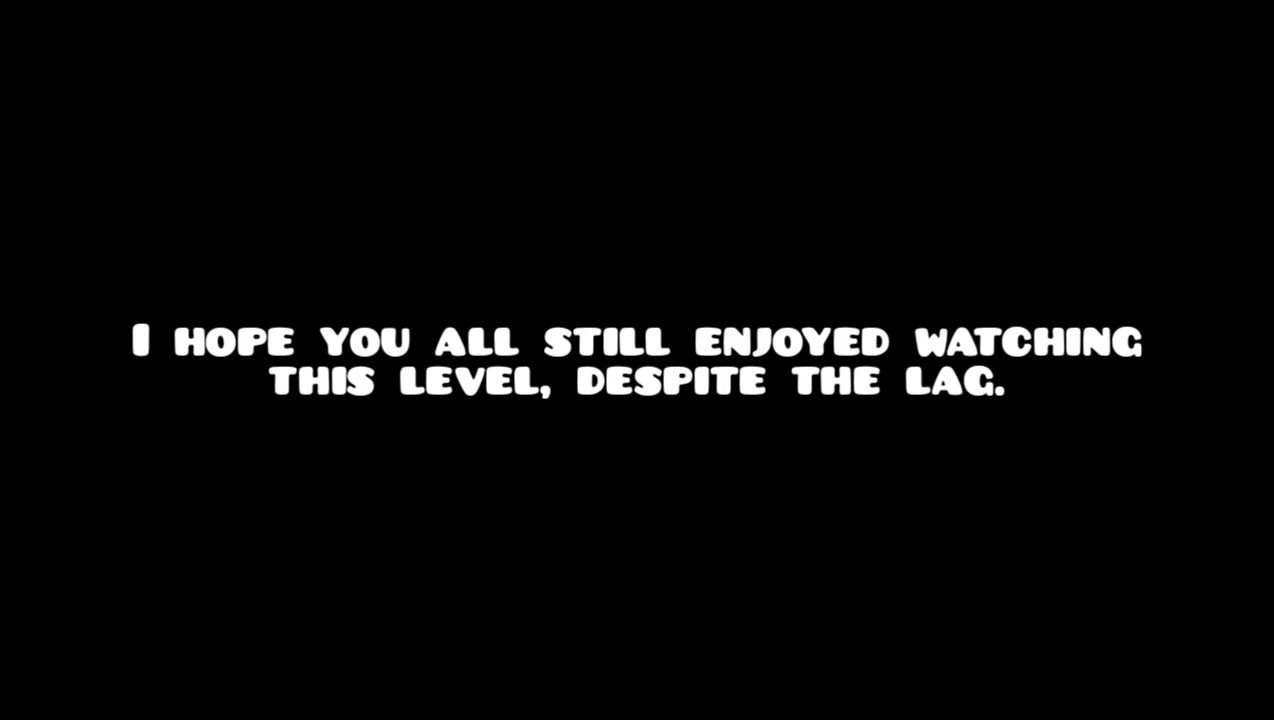 I HOPE YOU ALL STILL ENJOYED WATCHING
THIS LEVEL, DESPITE THE LAG.